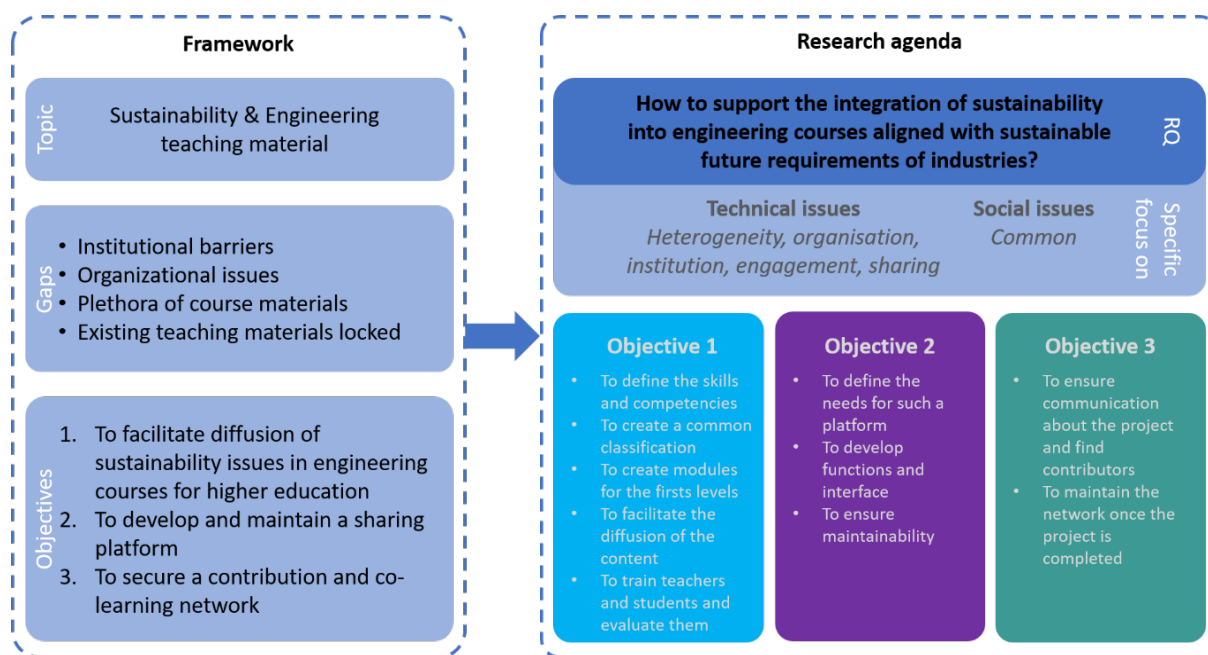 Framework
Topic
Sustainability & Engineering
teaching material
Gaps
• Institutional barriers
• Organizational issues
• Plethora of course materials
• Existing teaching materials locked
Objectives
1. To facilitate diffusion of
sustainability issues in engineering
courses for higher education
2. To develop and maintain a sharing
platform
3. To secure a contribution and co-
learning network
Research agenda
How to support the integration of sustainability
into engineering courses aligned with sustainable
future requirements of industries?
RQ
Technical issues
Heterogeneity, organisation,
institution, engagement, sharing
Social issues
Common
Specific
focus on
Objective 1
• To define the skills
and competencies
• To create a common
classification
• To create modules
for the firsts levels
• To facilitate the
diffusion of the
content
• To train teachers
and students and
evaluate them
Objective 2
• To define the
needs for such a
platform
• To develop
functions and
interface
• To ensure
maintainability
Objective 3
• To ensure
communication
about the project
and find
contributors
• To maintain the
network once the
project is
completed